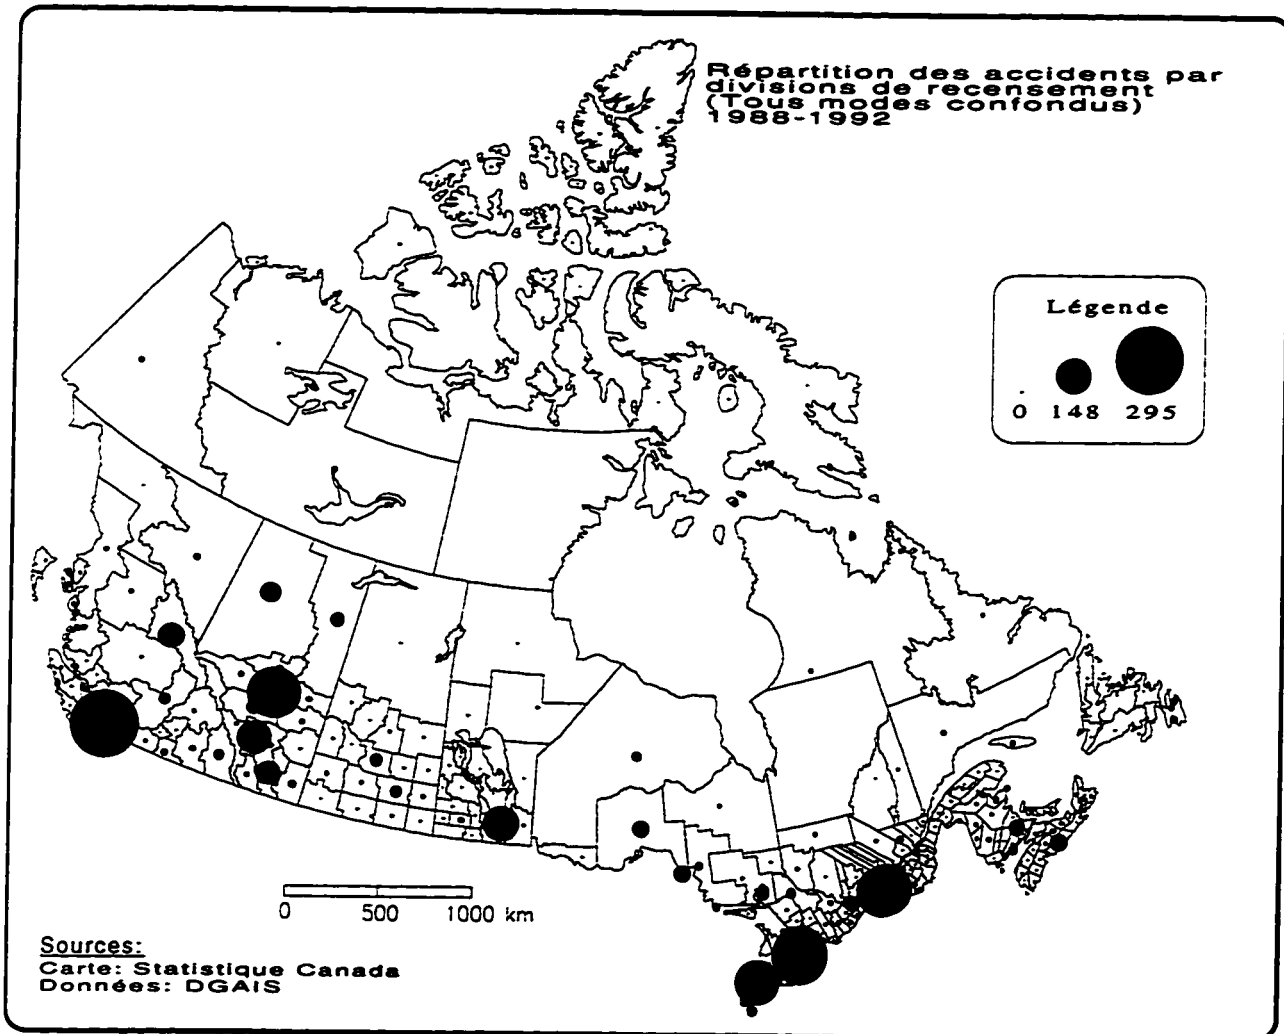 Répartition des accidents par
divisions de recensement
(Tous modes confondus)
1988-1992
Légende
0 148 295
0 500 1000 km
Sources:
Carte: Statistique Canada
Données: DGAIS